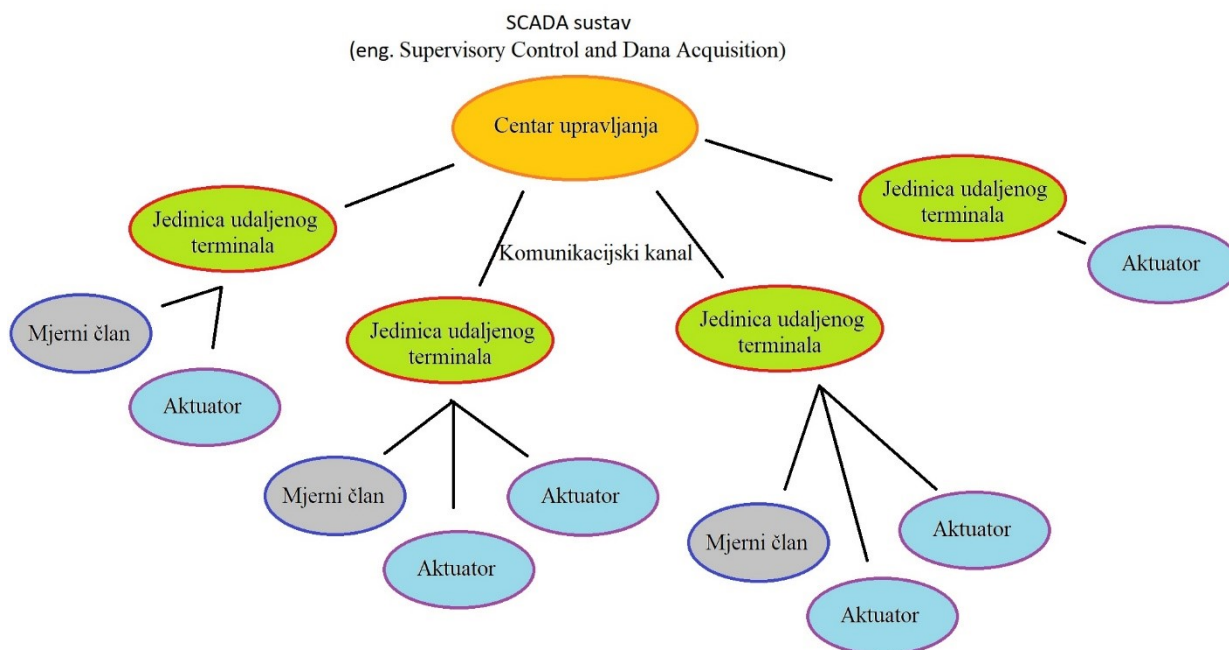 SCADA sustav
(eng. Supervisory Control and Dana Acquisition)
Centar upravljanja
Jedinica udaljenog
terminala
Jedinica udaljenog
terminala
Komunikacijski kanal
Aktuator
Mjerni član
Jedinica udaljenog
terminala
Jedinica udaljenog
terminala
Aktuator
Mjerni član
Aktuator
Aktuator
Mjerni član
Aktuator
Aktuator